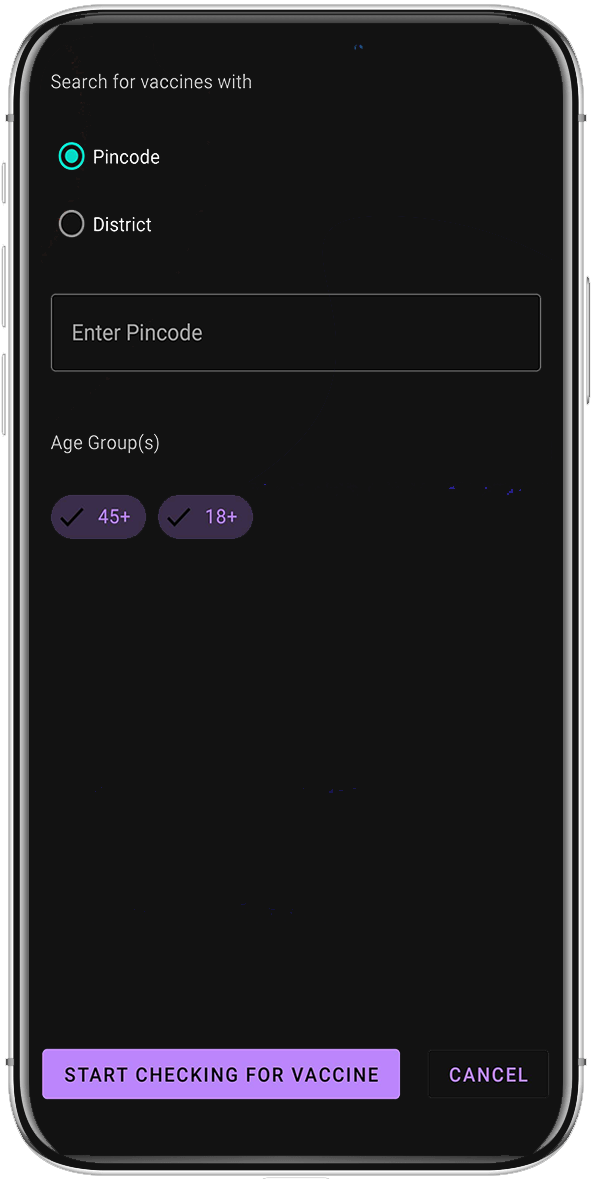 Search for vaccines with
Pincode
District
Enter Pincode
Age Group(s)
45+ 18+
START CHECKING FOR VACCINE CANCEL